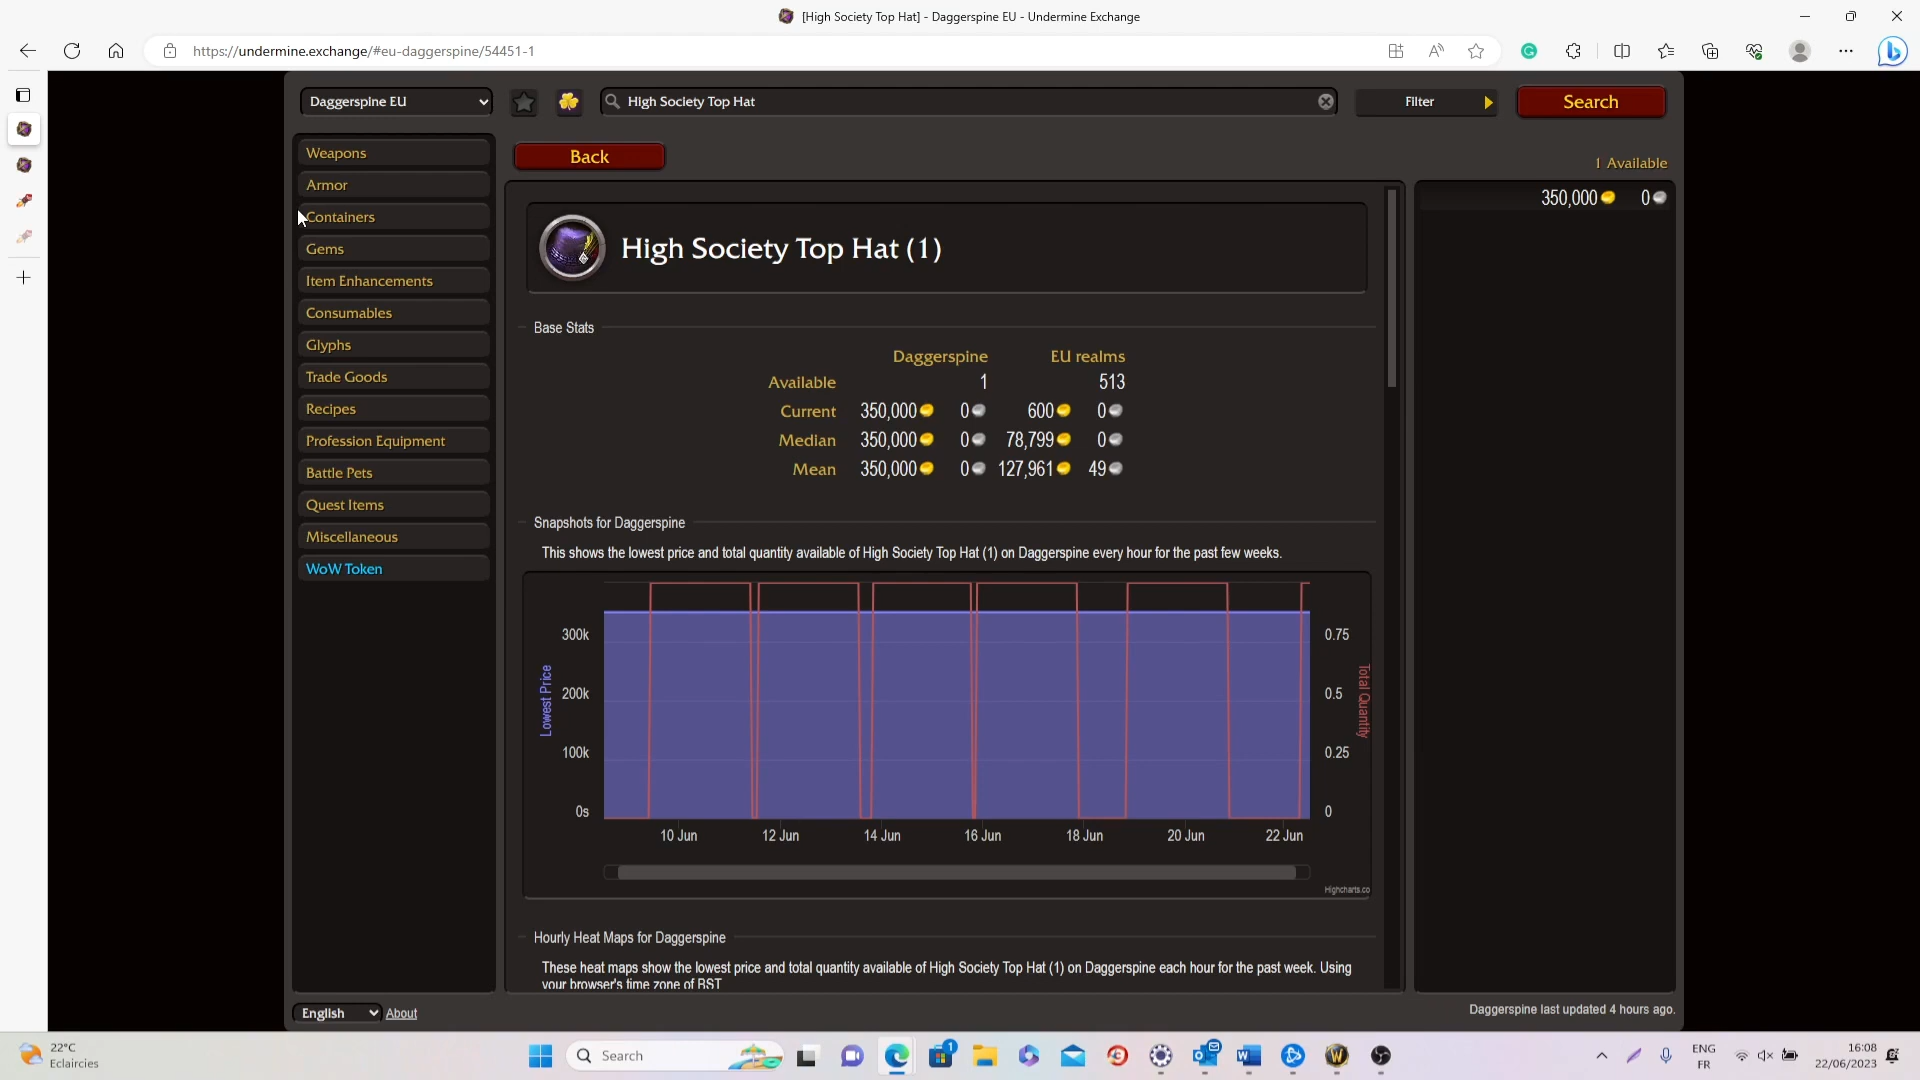 [High Society Top Hat] - Daggerspine EU - Undermine Exchange
https://undermine.exchange/#eu-daggerspine/54451-1
Daggerspine EU
High Society Top Hat
Filter
Search
Weapons
Armor
Containers
Gems
Item Enhancements
Consumables
Glyphs
Trade Goods
Recipes
Profession Equipment
Battle Pets
Quest Items
Miscellaneous
WoW Token
Back
1 Available
350,000 0
High Society Top Hat (1)
Base Stats
Daggerspine EU realms
Available 1 513
Current 350,000 0 600 0
Median 350,000 0 78,799 0
Mean 350,000 0 127,961 49
Snapshots for Daggerspine
This shows the lowest price and total quantity available of High Society Top Hat (1) on Daggerspine every hour for the past few weeks.
Lowest Price
300k
200k
100k
0s
0.75
0.5
0.25
0
Total Quantity
10 Jun 12 Jun 14 Jun 16 Jun 18 Jun 20 Jun 22 Jun
Highcharts.co
Hourly Heat Maps for Daggerspine
These heat maps show the lowest price and total quantity available of High Society Top Hat (1) on Daggerspine each hour for the past week. Using
your browser's time zone of BST
English About
Daggerspine last updated 4 hours ago.
22°C
Eclaircies
Search
1
ENG
FR
16:08
22/06/2023